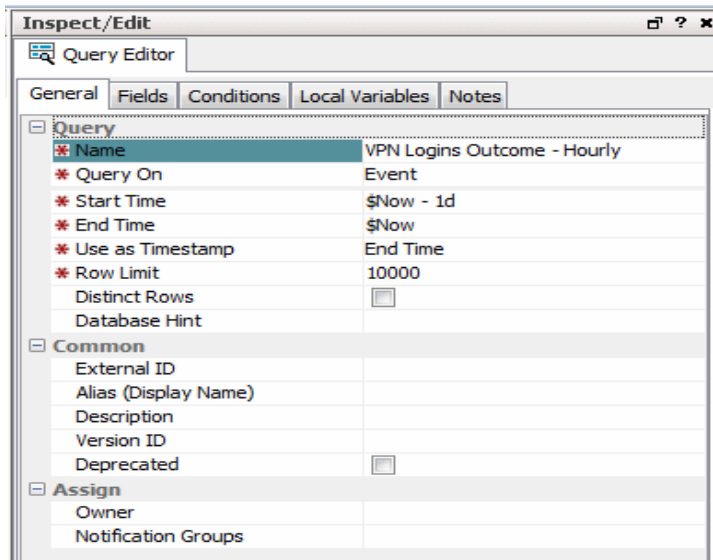 Inspect/Edit ?
Query Editor
General Fields Conditions Local Variables Notes
Query
* Name VPN Logins Outcome - Hourly
* Query On Event
* Start Time $Now - 1d
* End Time $Now
* Use as Timestamp End Time
* Row Limit 10000
Distinct Rows
Database Hint
Common
External ID
Alias (Display Name)
Description
Version ID
Deprecated
Assign
Owner
Notification Groups